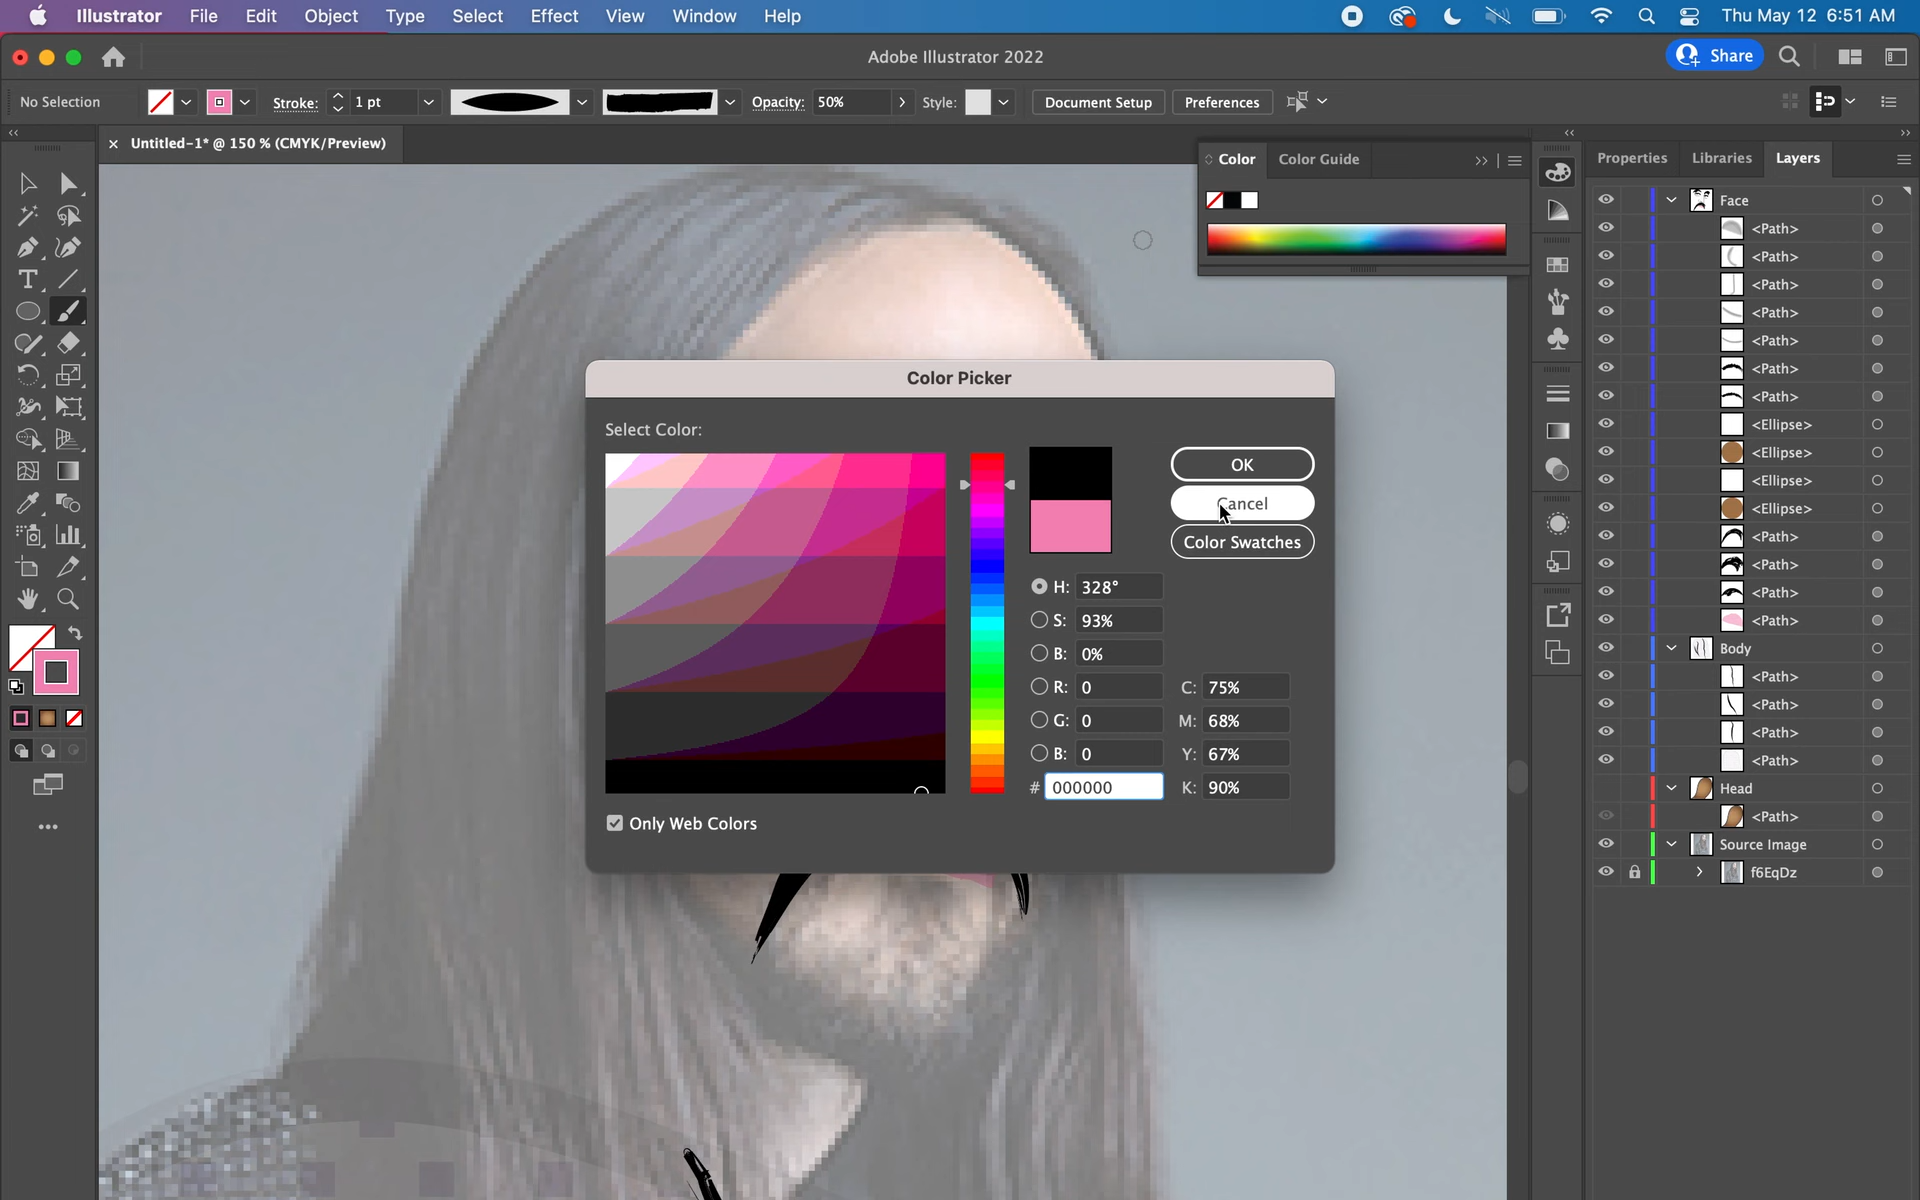 Illustrator File Edit Object Type Select Effect View Window Help Thu May 12 6:51 AM
Adobe Illustrator 2022 Share
No Selection Stroke: 1 pt Opacity: 50% Style: Document Setup Preferences
Untitled-1* @ 150 % (CMYK/Preview)
Color Color Guide
Properties Libraries Layers
Face
<Path>
<Path>
<Path>
<Path>
<Path>
<Path>
<Path>
<Ellipse>
<Ellipse>
<Ellipse>
<Ellipse>
<Path>
<Path>
<Path>
<Path>
Body
<Path>
<Path>
<Path>
<Path>
Head
<Path>
Source Image
f6EqDz
Color Picker
Select Color:
OK
Cancel
Color Swatches
H: 328°
S: 93%
B: 0%
R: 0 C: 75%
G: 0 M: 68%
B: 0 Y: 67%
# 000000 K: 90%
Only Web Colors